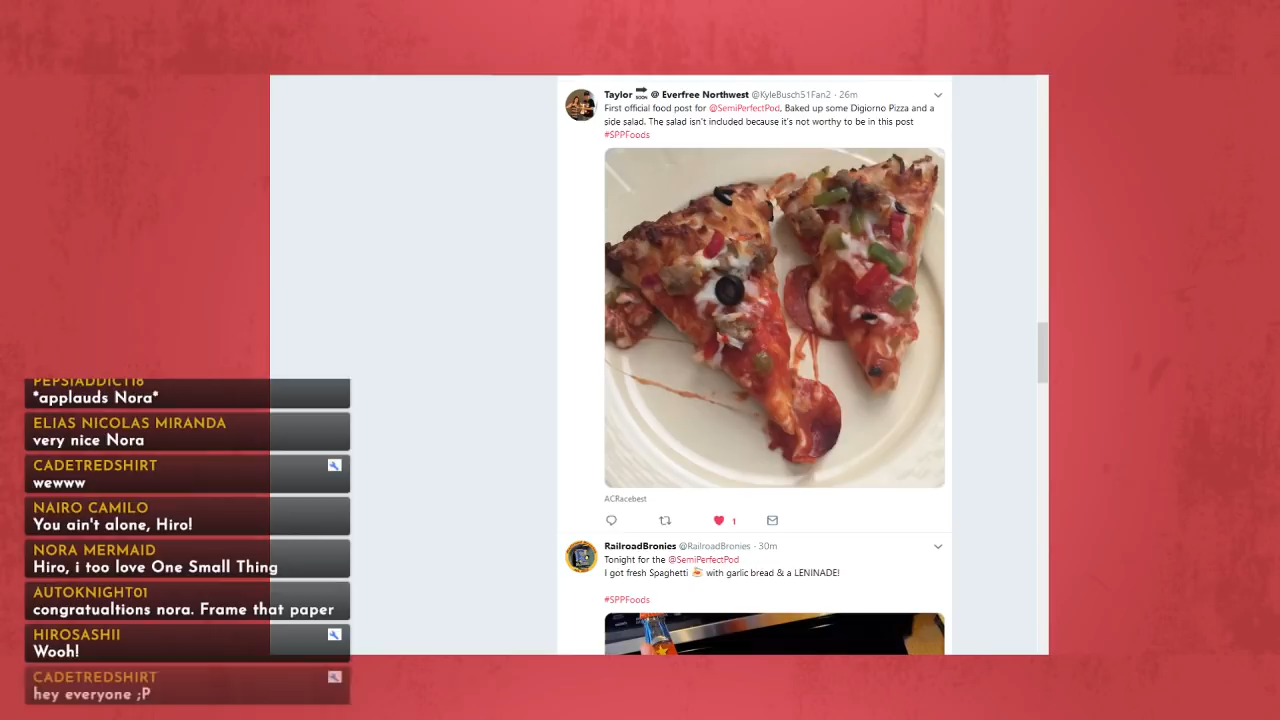 Taylor @ Everfree Northwest @KyleBusch51Fan2 · 26m
First official food post for @SemiPerfectPod, Baked up some Digiorno Pizza and a
side salad. The salad isn't included because it's not worthy to be in this post
#SPPFoods
ACRacebest
1
RailroadBronies @RailroadBronies · 30m
Tonight for the @SemiPerfectPod
I got fresh Spaghetti 🍝 with garlic bread & a LENINADE!
#SPPFoods
PEPSIADDICT18
*applauds Nora*
ELIAS NICOLAS MIRANDA
very nice Nora
CADETREDSHIRT
wewww
NAIRO CAMILO
You ain't alone, Hiro!
NORA MERMAID
Hiro, i too love One Small Thing
AUTOKNIGHT01
congratualtions nora. Frame that paper
HIROSASHII
Wooh!
CADETREDSHIRT
hey everyone ;P